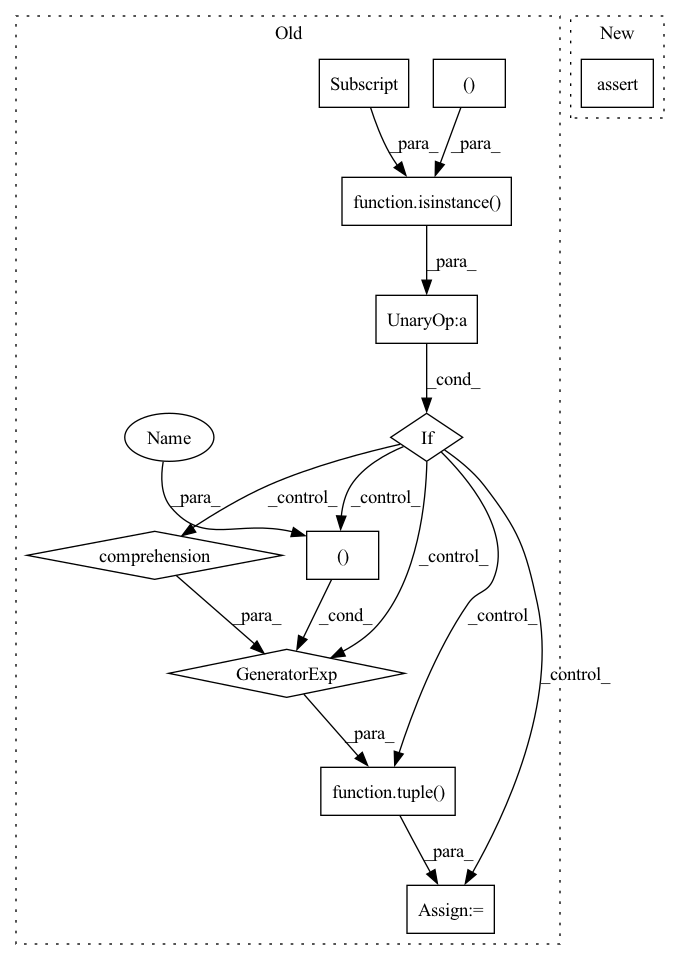 Old
New
Subscript
()
assert
_para_
_para_
function.isinstance()
_para_
UnaryOp:a
_cond_
Name
If
_para_
_control_
_control_
comprehension
()
_control_
_para_
_cond_
_control_
GeneratorExp
_control_
_para_
function.tuple()
_para_
Assign:=